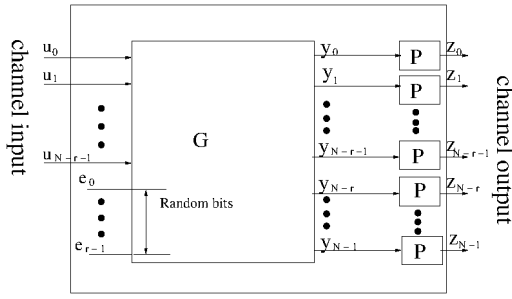 channel input
channel output
u0
u1
uN−r−1
e0
er−1
Random bits
G
y0
y1
yN−r−1
yN−r
yN−1
P
P
P
P
P
z0
z1
zN−r−1
zN−r
zN−1